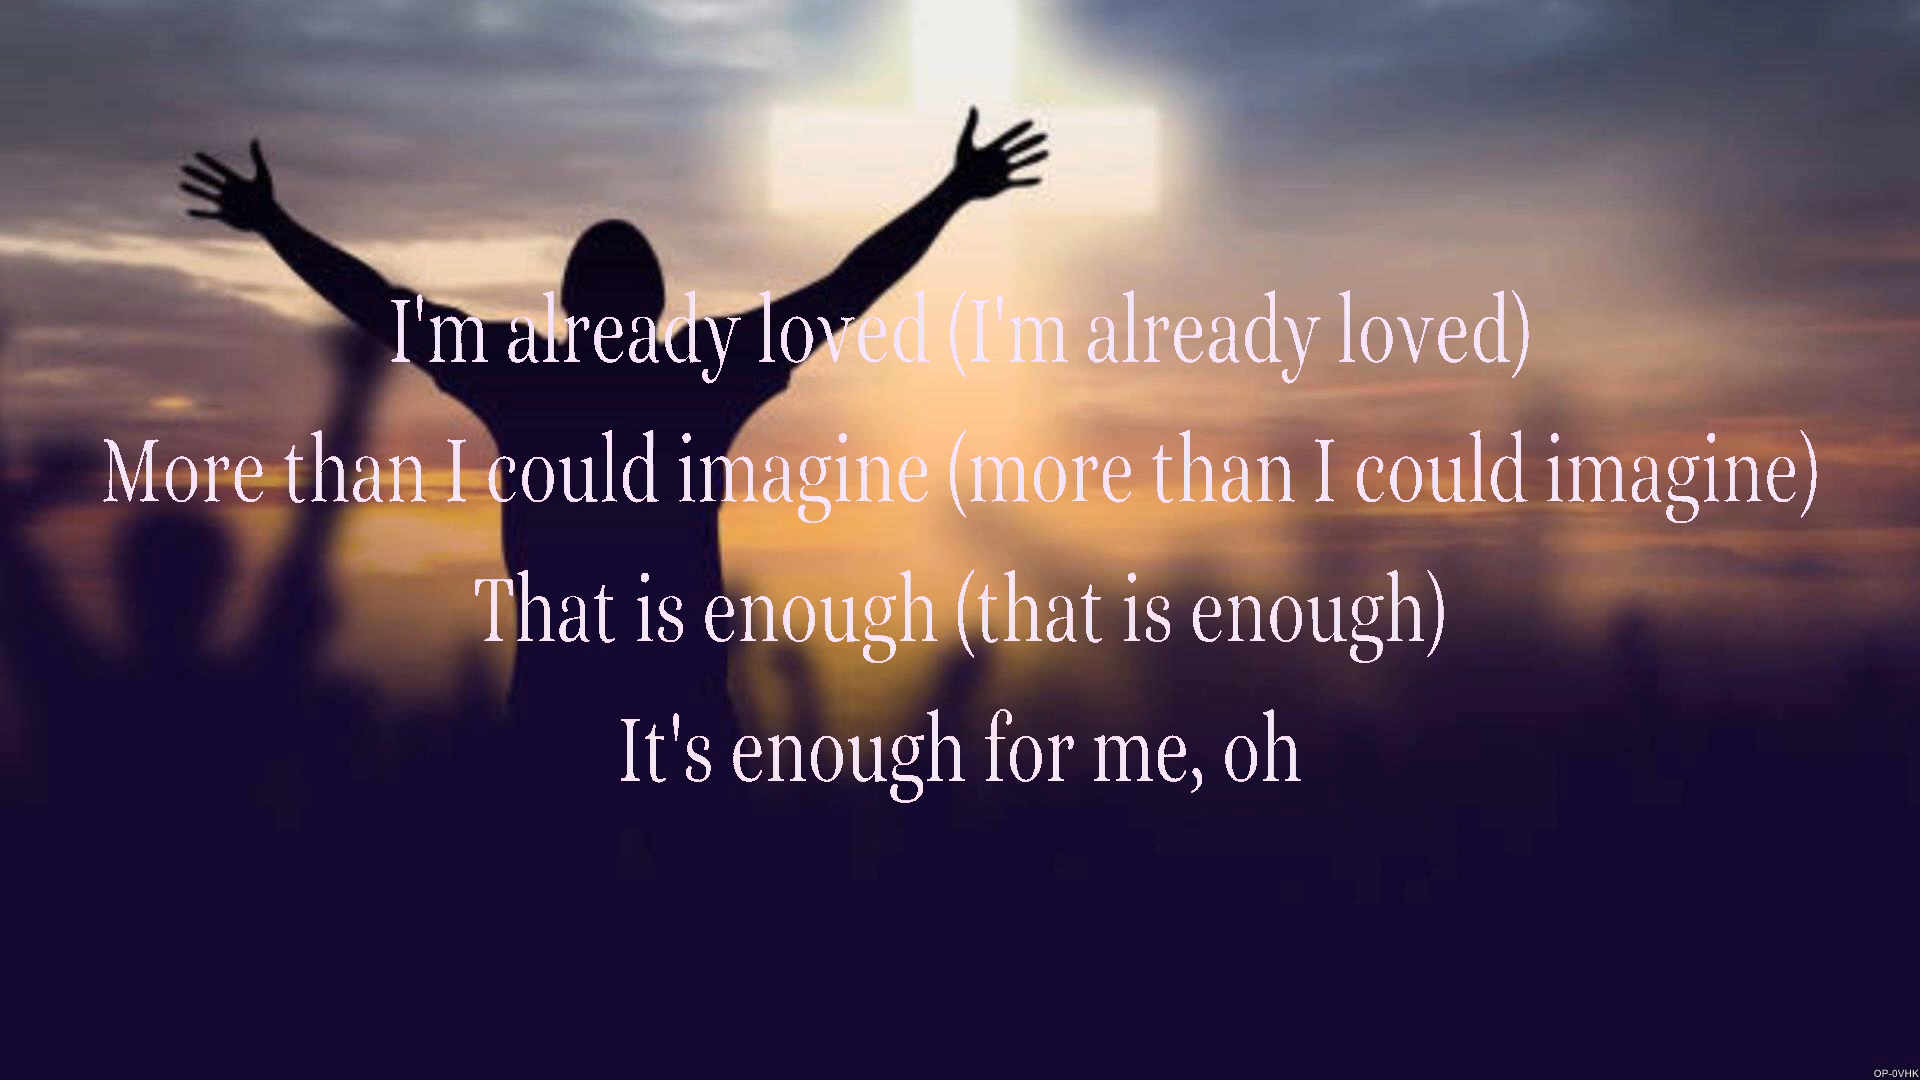 I'm already loved (I'm already loved)
More than I could imagine (more than I could imagine)
That is enough (that is enough)
It's enough for me, oh
OP-0VHK